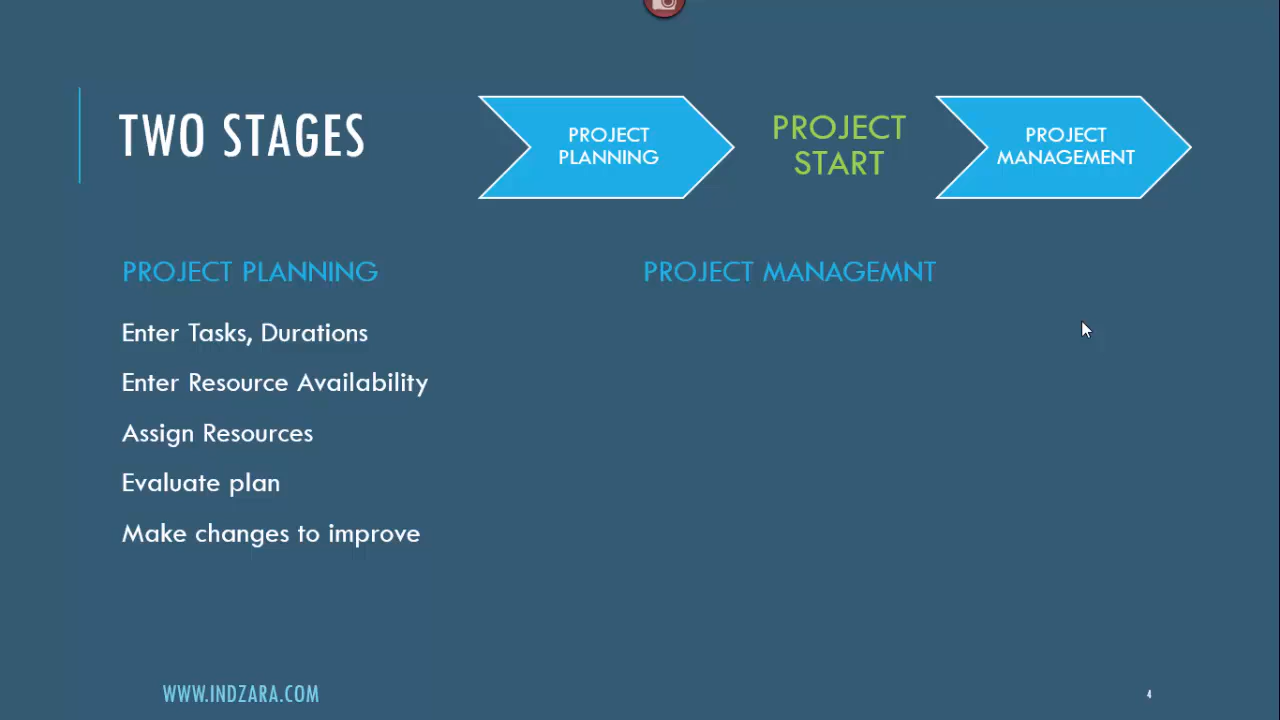 TWO STAGES
PROJECT
PLANNING
PROJECT
START
PROJECT
MANAGEMENT
PROJECT PLANNING
Enter Tasks, Durations
Enter Resource Availability
Assign Resources
Evaluate plan
Make changes to improve
PROJECT MANAGEMNT
WWW.INDZARA.COM
4